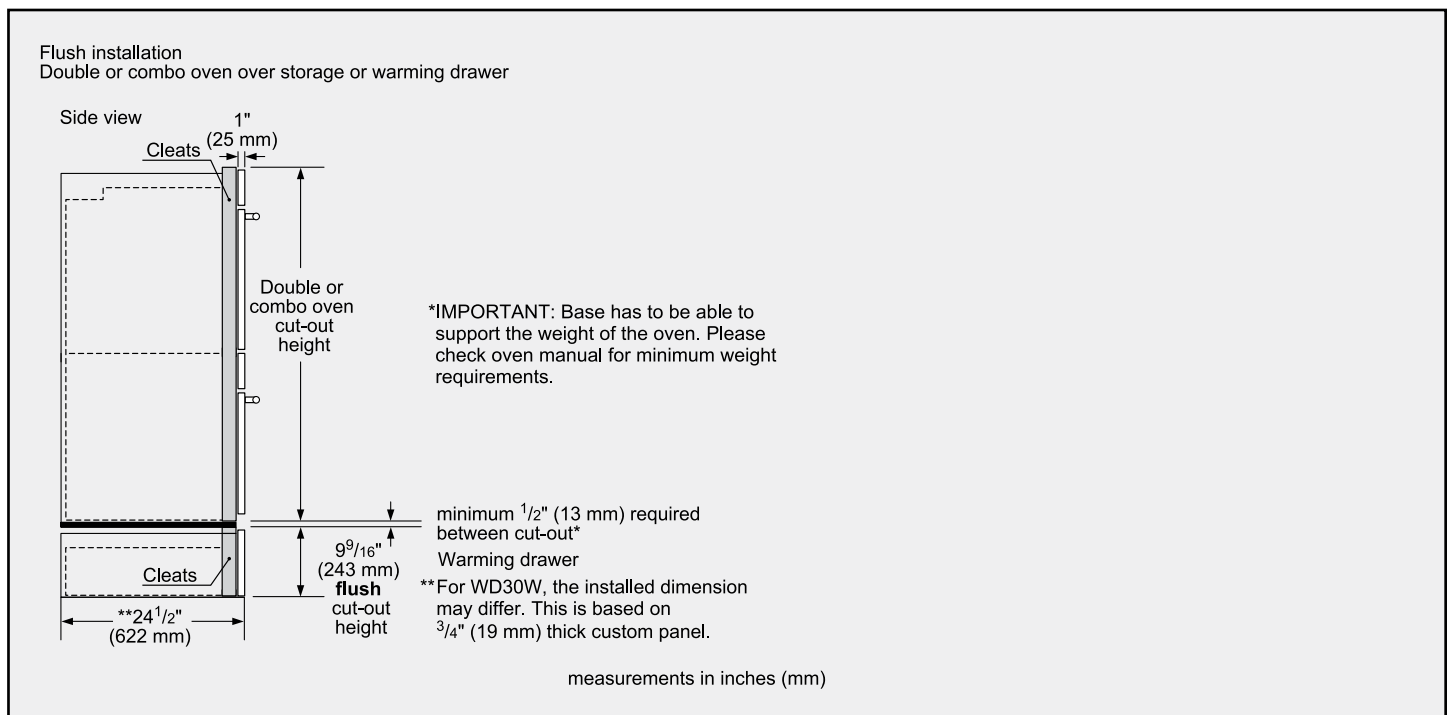 Flush installation
Double or combo oven over storage or warming drawer
Side view
1"
(25 mm)
Cleats
Double or
combo oven
cut-out
height
*IMPORTANT: Base has to be able to
support the weight of the oven. Please
check oven manual for minimum weight
requirements.
minimum 1/2" (13 mm) required
between cut-out*
Warming drawer
9 9/16"
(243 mm)
flush
cut-out
height
Cleats
**24 1/2"
(622 mm)
**For WD30W, the installed dimension
may differ. This is based on
3/4" (19 mm) thick custom panel.
measurements in inches (mm)